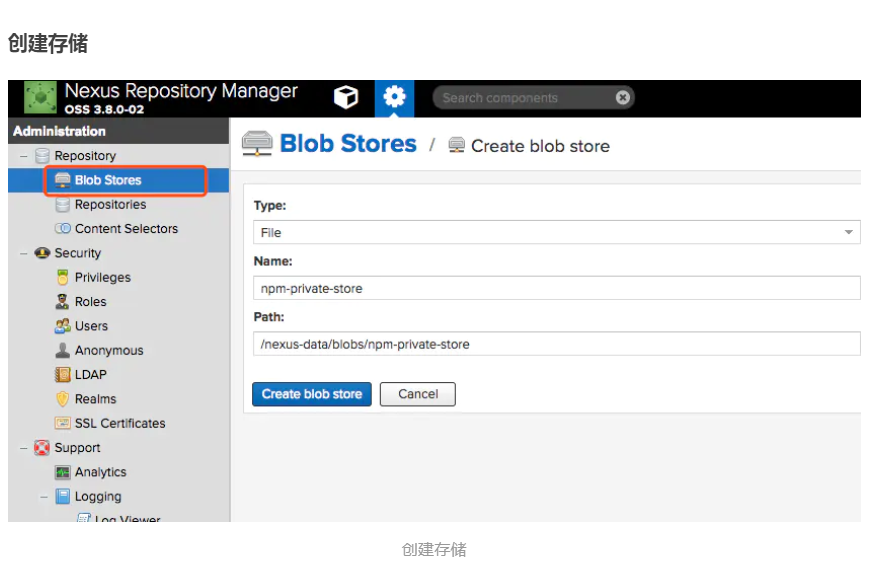 创建存储
Nexus Repository Manager
OSS 3.8.0-02
Search components
Administration
Repository
Blob Stores
Repositories
Content Selectors
Security
Privileges
Roles
Users
Anonymous
LDAP
Realms
SSL Certificates
Support
Analytics
Logging
Log Viewer
Blob Stores / Create blob store
Type:
File
Name:
npm-private-store
Path:
/nexus-data/blobs/npm-private-store
Create blob store
Cancel
创建存储